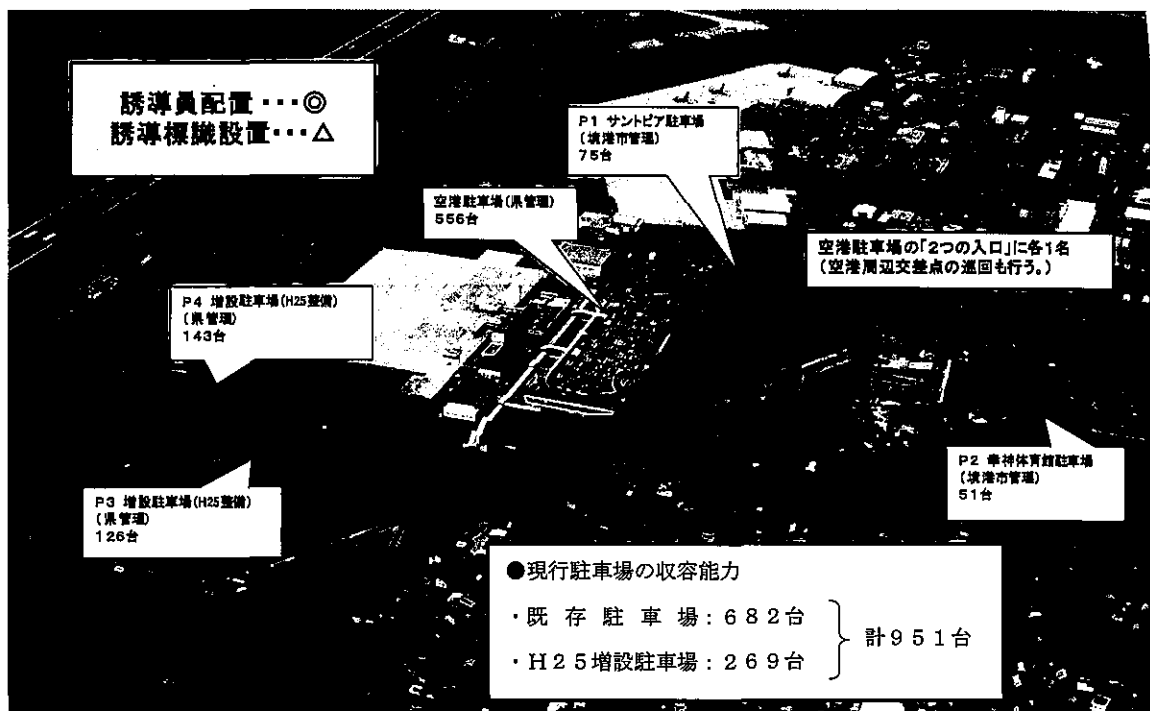 誘導員配置・・・◎
誘導標識設置・・・△
P1 サントピア駐車場
(境港市管理)
75台
空港駐車場(県管理)
556台
空港駐車場の「2つの入口」に各1名
(空港周辺交差点の巡回も行う。)
P4 増設駐車場(H25整備)
(県管理)
143台
P3 増設駐車場(H25整備)
(県管理)
126台
P2 幸神体育館駐車場
(境港市管理)
51台
●現行駐車場の収容能力
・既存駐車場：682台
・H25増設駐車場：269台
計951台